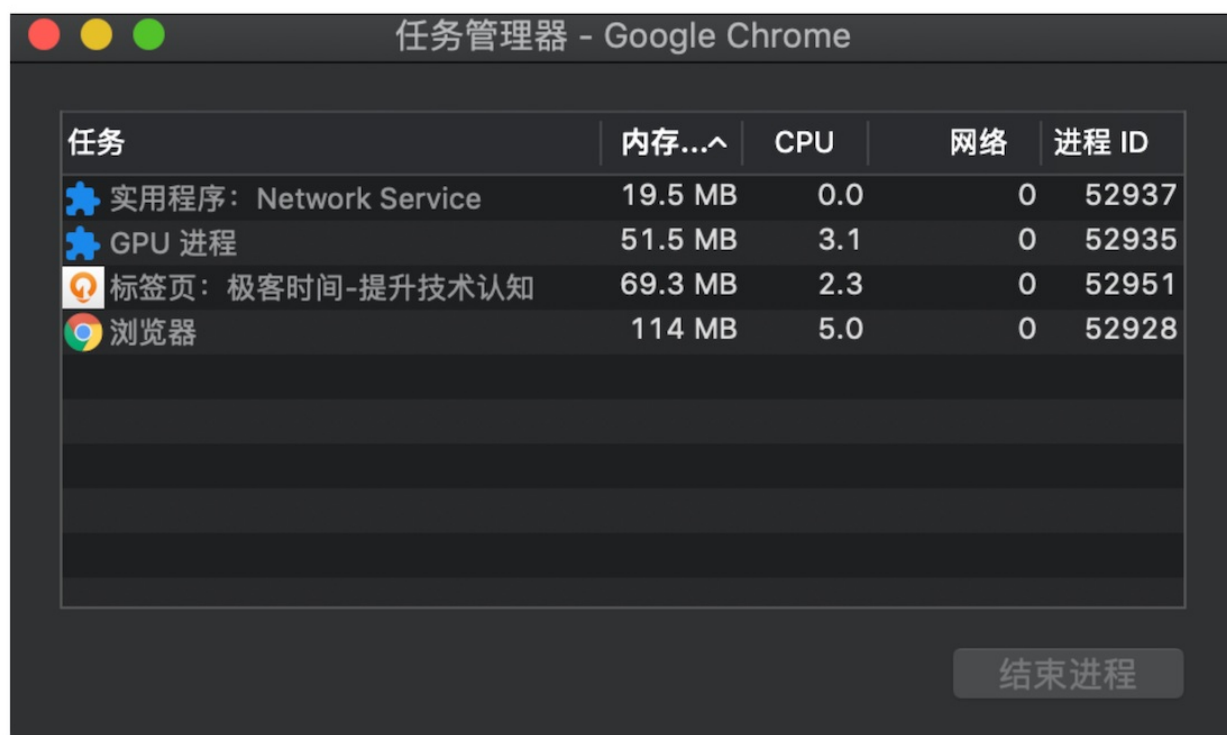 任务管理器 - Google Chrome
任务 内存...^ CPU 网络 进程 ID
实用程序：Network Service 19.5 MB 0.0 0 52937
GPU 进程 51.5 MB 3.1 0 52935
标签页：极客时间-提升技术认知 69.3 MB 2.3 0 52951
浏览器 114 MB 5.0 0 52928
结束进程